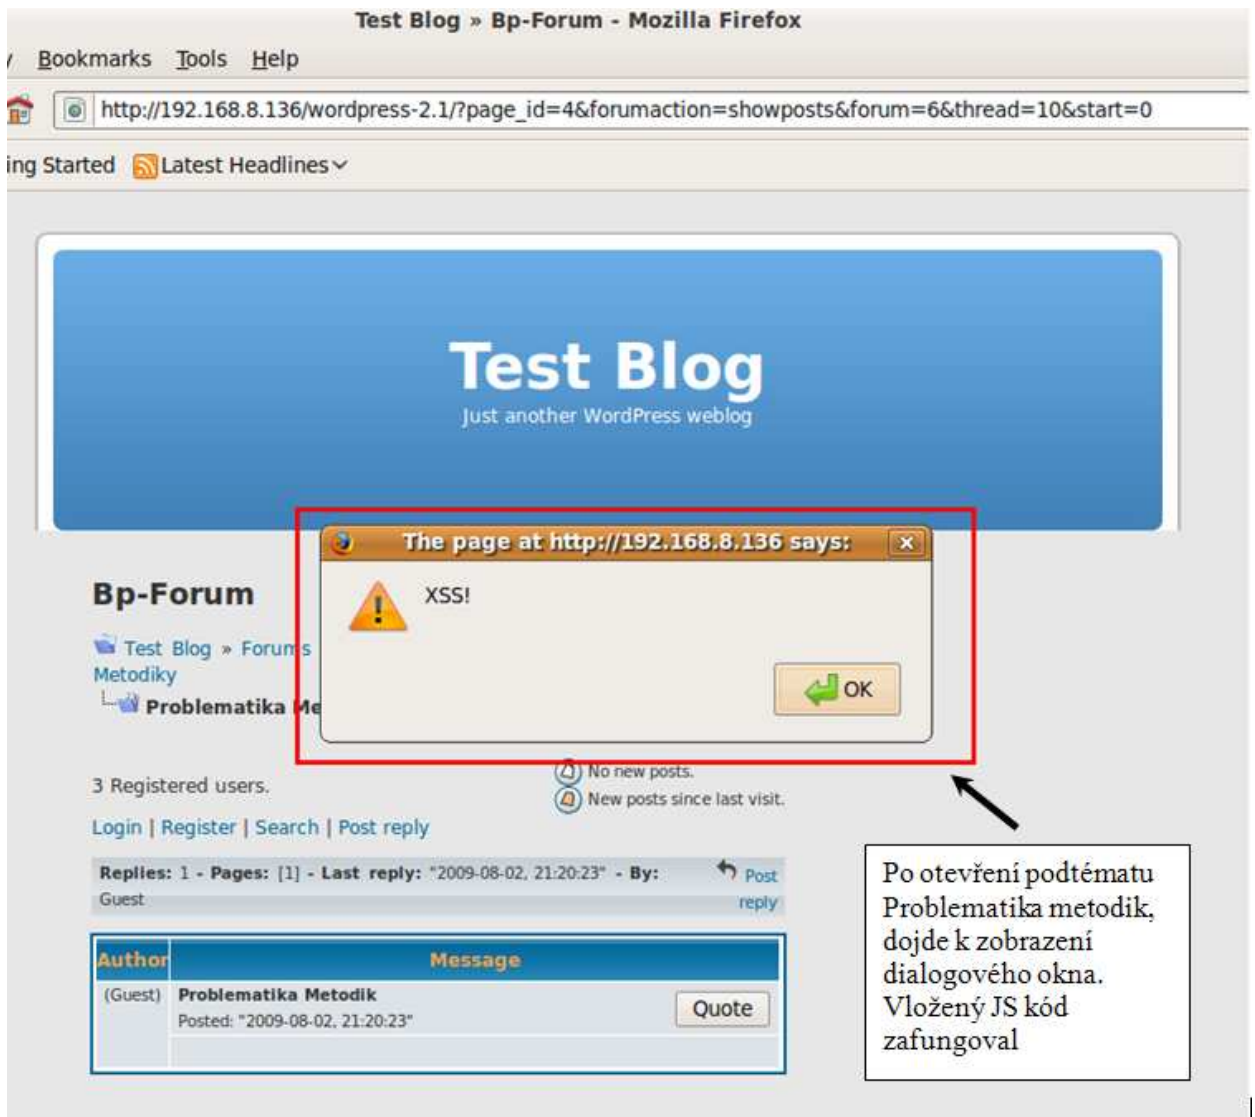 Test Blog » Bp-Forum - Mozilla Firefox
Bookmarks Tools Help
http://192.168.8.136/wordpress-2.1/?page_id=4&forumaction=showposts&forum=6&thread=10&start=0
ing Started Latest Headlines
Test Blog
Just another WordPress weblog
The page at http://192.168.8.136 says:
XSS!
OK
Bp-Forum
Test Blog » Forums
Metodiky
Problematika Me
3 Registered users.
No new posts.
New posts since last visit.
Login | Register | Search | Post reply
Replies: 1 - Pages: [1] - Last reply: "2009-08-02, 21:20:23" - By:
Guest
Post
reply
Author Message
(Guest) Problematika Metodik
Posted: "2009-08-02, 21:20:23"
Quote
Po otevření podtématu
Problematika metodik,
dojde k zobrazení
dialogového okna.
Vložený JS kód
zafungoval